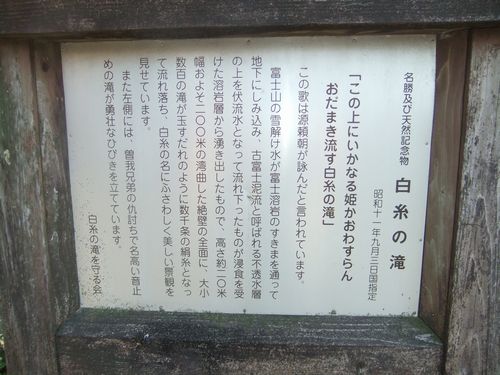 名勝及び天然記念物
白糸の滝
昭和十一年九月三日国指定
「この上にいかなる姫かおわすらん
おだまき流す白糸の滝」
この歌は源頼朝が詠んだと言われています。
富士山の雪解け水が富士溶岩のすきまを通って
地下にしみ込み、古富士泥流と呼ばれる不透水層
の上を伏流水となって流れ下ったものが浸食を受
けた溶岩層から湧き出したもので、高さ約二〇米
幅およそ二〇〇米の湾曲した絶壁の全面に、大小
数百の滝が玉すだれのように数千条の絹糸となっ
て流れ落ち、白糸の名にふさわしく美しい景観を
見せています。
また左側には、曽我兄弟の仇討ちで名高い音止
めの滝が勇壮なひびきを立てています。
白糸の滝を守る会